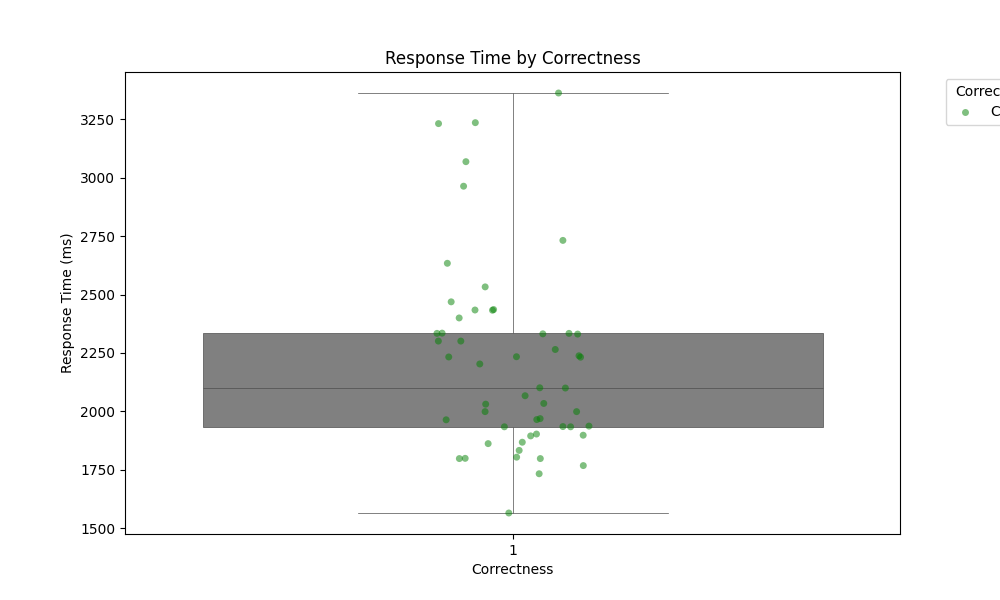 Response Time by Correctness
Correc
C
Response Time (ms)
3250
3000
2750
2500
2250
2000
1750
1500
1
Correctness